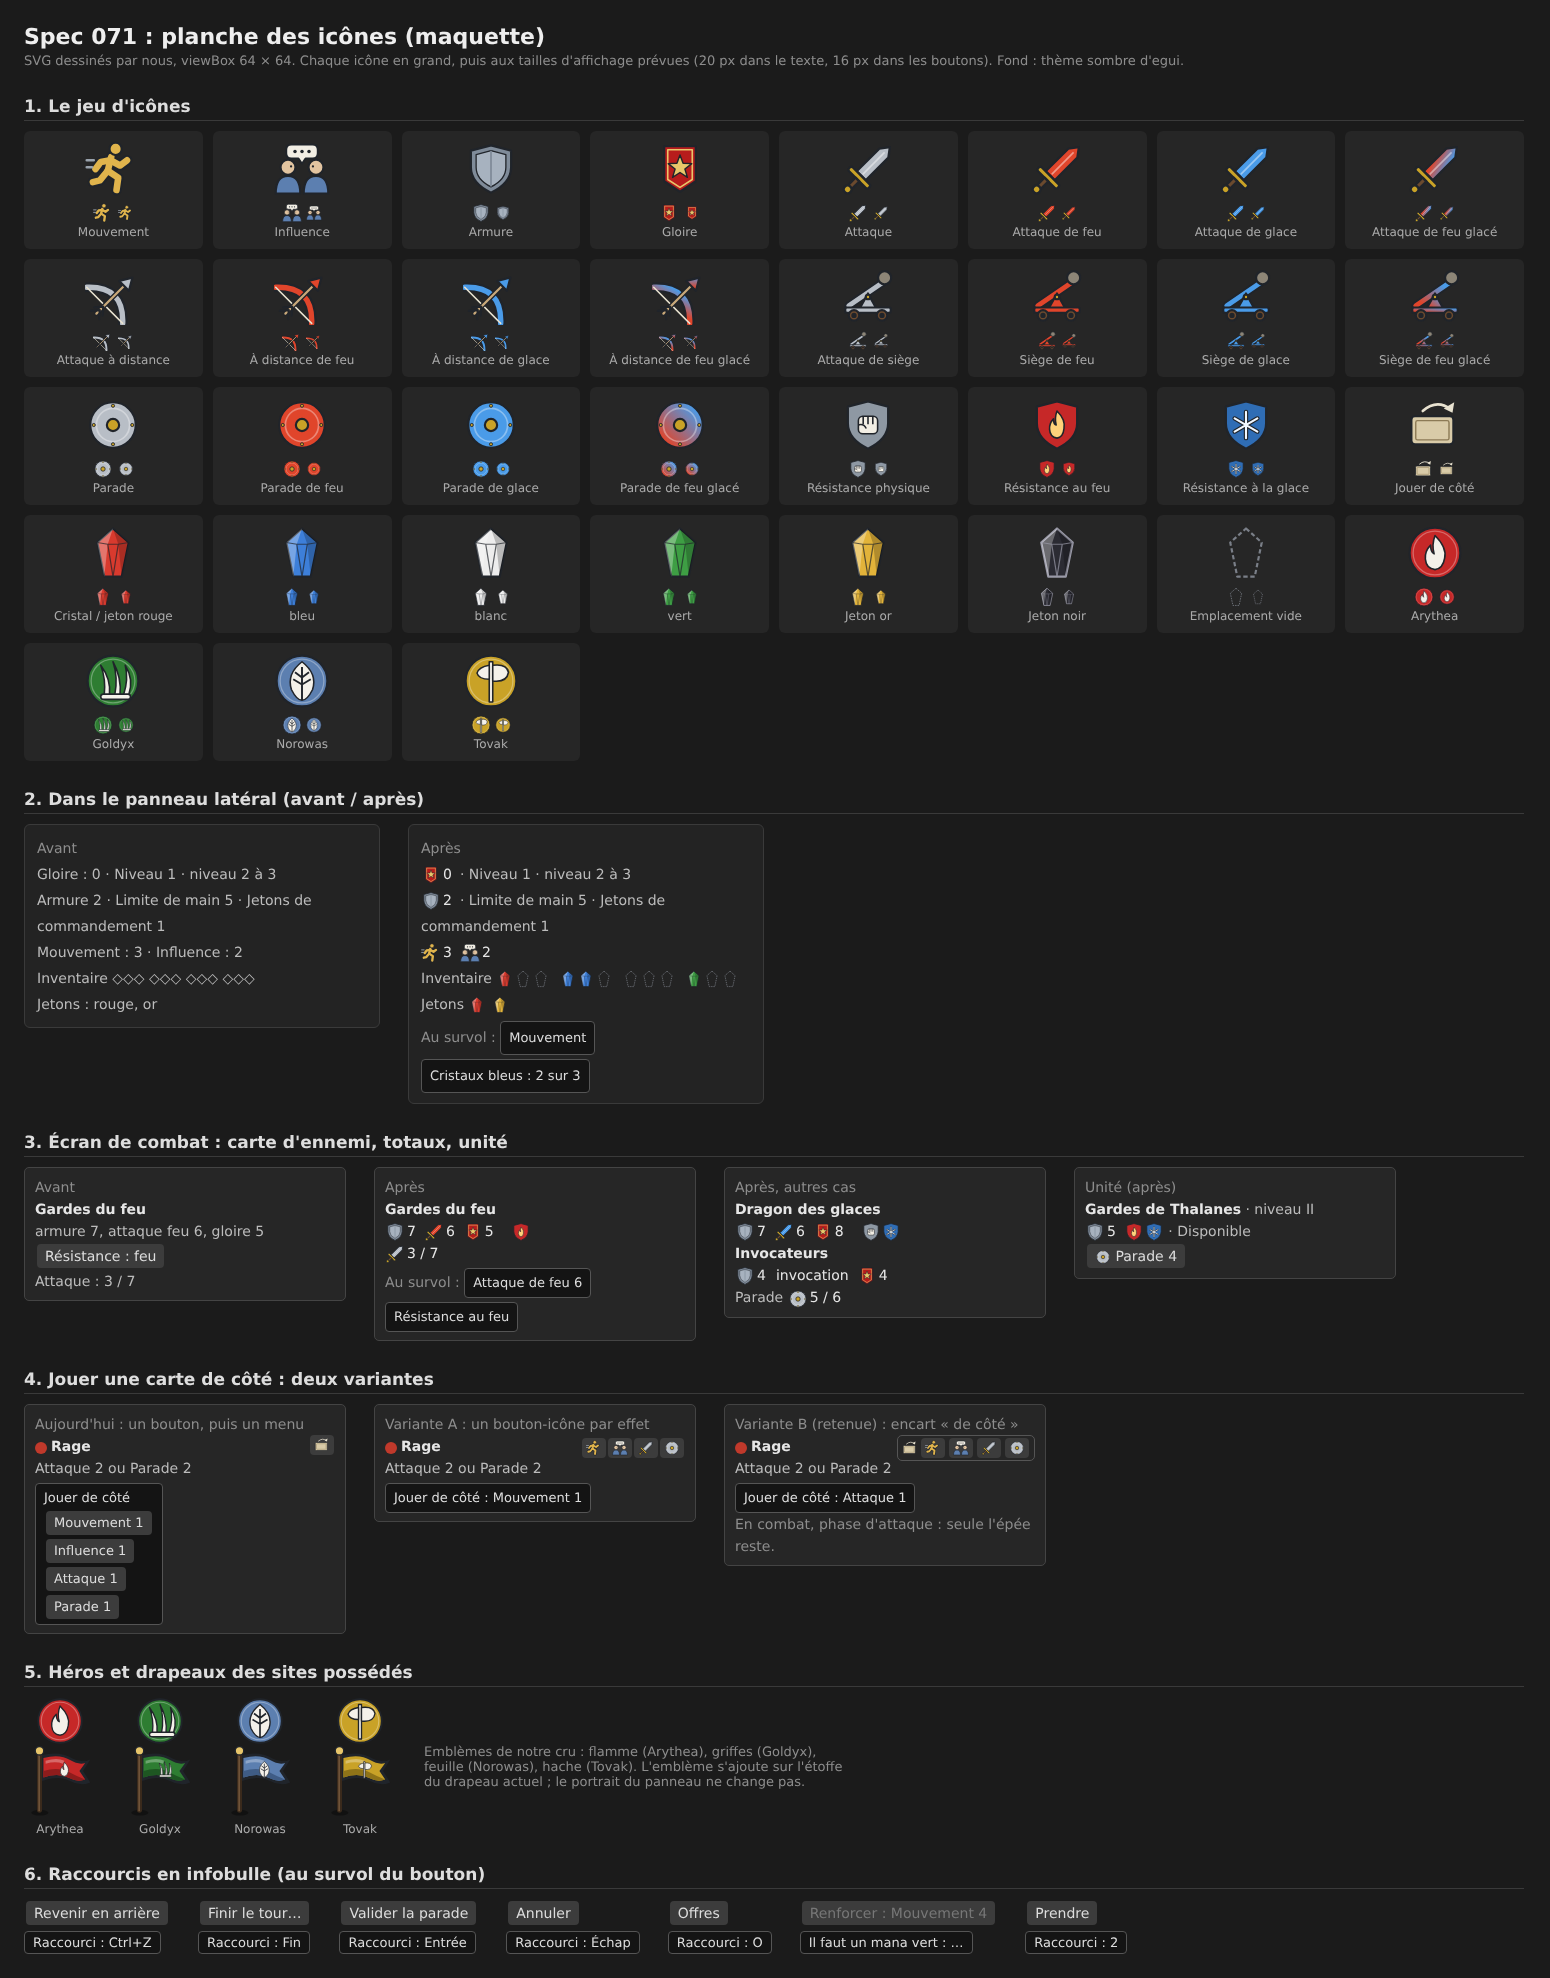 Spec 071 : planche des icônes (maquette)
SVG dessinés par nous, viewBox 64 × 64. Chaque icône en grand, puis aux tailles d'affichage prévues (20 px dans le texte, 16 px dans les boutons). Fond : thème sombre d'egui.
1. Le jeu d'icônes
Mouvement
Influence
Armure
Gloire
Attaque
Attaque de feu
Attaque de glace
Attaque de feu glacé
Attaque à distance
À distance de feu
À distance de glace
À distance de feu glacé
Attaque de siège
Siège de feu
Siège de glace
Siège de feu glacé
Parade
Parade de feu
Parade de glace
Parade de feu glacé
Résistance physique
Résistance au feu
Résistance à la glace
Jouer de côté
Cristal / jeton rouge
bleu
blanc
vert
Jeton or
Jeton noir
Emplacement vide
Arythea
Goldyx
Norowas
Tovak
2. Dans le panneau latéral (avant / après)
Avant
Gloire : 0 · Niveau 1 · niveau 2 à 3
Armure 2 · Limite de main 5 · Jetons de
commandement 1
Mouvement : 3 · Influence : 2
Inventaire ◇◇◇ ◇◇◇ ◇◇◇ ◇◇◇
Jetons : rouge, or
Après
0 · Niveau 1 · niveau 2 à 3
2 · Limite de main 5 · Jetons de
commandement 1
3 2
Inventaire
Jetons
Au survol : Mouvement
Cristaux bleus : 2 sur 3
3. Écran de combat : carte d'ennemi, totaux, unité
Avant
Gardes du feu
armure 7, attaque feu 6, gloire 5
Résistance : feu
Attaque : 3 / 7
Après
Gardes du feu
7 6 5
3 / 7
Au survol : Attaque de feu 6
Résistance au feu
Après, autres cas
Dragon des glaces
7 6 8
Invocateurs
4 invocation 4
Parade 5 / 6
Unité (après)
Gardes de Thalanes · niveau II
5 · Disponible
Parade 4
4. Jouer une carte de côté : deux variantes
Aujourd'hui : un bouton, puis un menu
Rage
Attaque 2 ou Parade 2
Jouer de côté
Mouvement 1
Influence 1
Attaque 1
Parade 1
Variante A : un bouton-icône par effet
Rage
Attaque 2 ou Parade 2
Jouer de côté : Mouvement 1
Variante B (retenue) : encart « de côté »
Rage
Attaque 2 ou Parade 2
Jouer de côté : Attaque 1
En combat, phase d'attaque : seule l'épée
reste.
5. Héros et drapeaux des sites possédés
Arythea
Goldyx
Norowas
Tovak
Emblèmes de notre cru : flamme (Arythea), griffes (Goldyx),
feuille (Norowas), hache (Tovak). L'emblème s'ajoute sur l'étoffe
du drapeau actuel ; le portrait du panneau ne change pas.
6. Raccourcis en infobulle (au survol du bouton)
Revenir en arrière
Finir le tour…
Valider la parade
Annuler
Offres
Renforcer : Mouvement 4
Prendre
Raccourci : Ctrl+Z
Raccourci : Fin
Raccourci : Entrée
Raccourci : Échap
Raccourci : O
Il faut un mana vert : …
Raccourci : 2